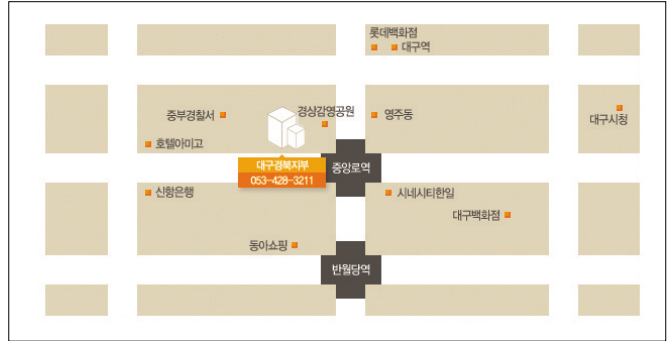 롯데백화점
대구역
중부경찰서
경상감영공원
영주동
대구시청
호텔아미고
대구경북지부
053-428-3211
중앙로역
신항은행
시네시티한일
대구백화점
동아쇼핑
반월당역